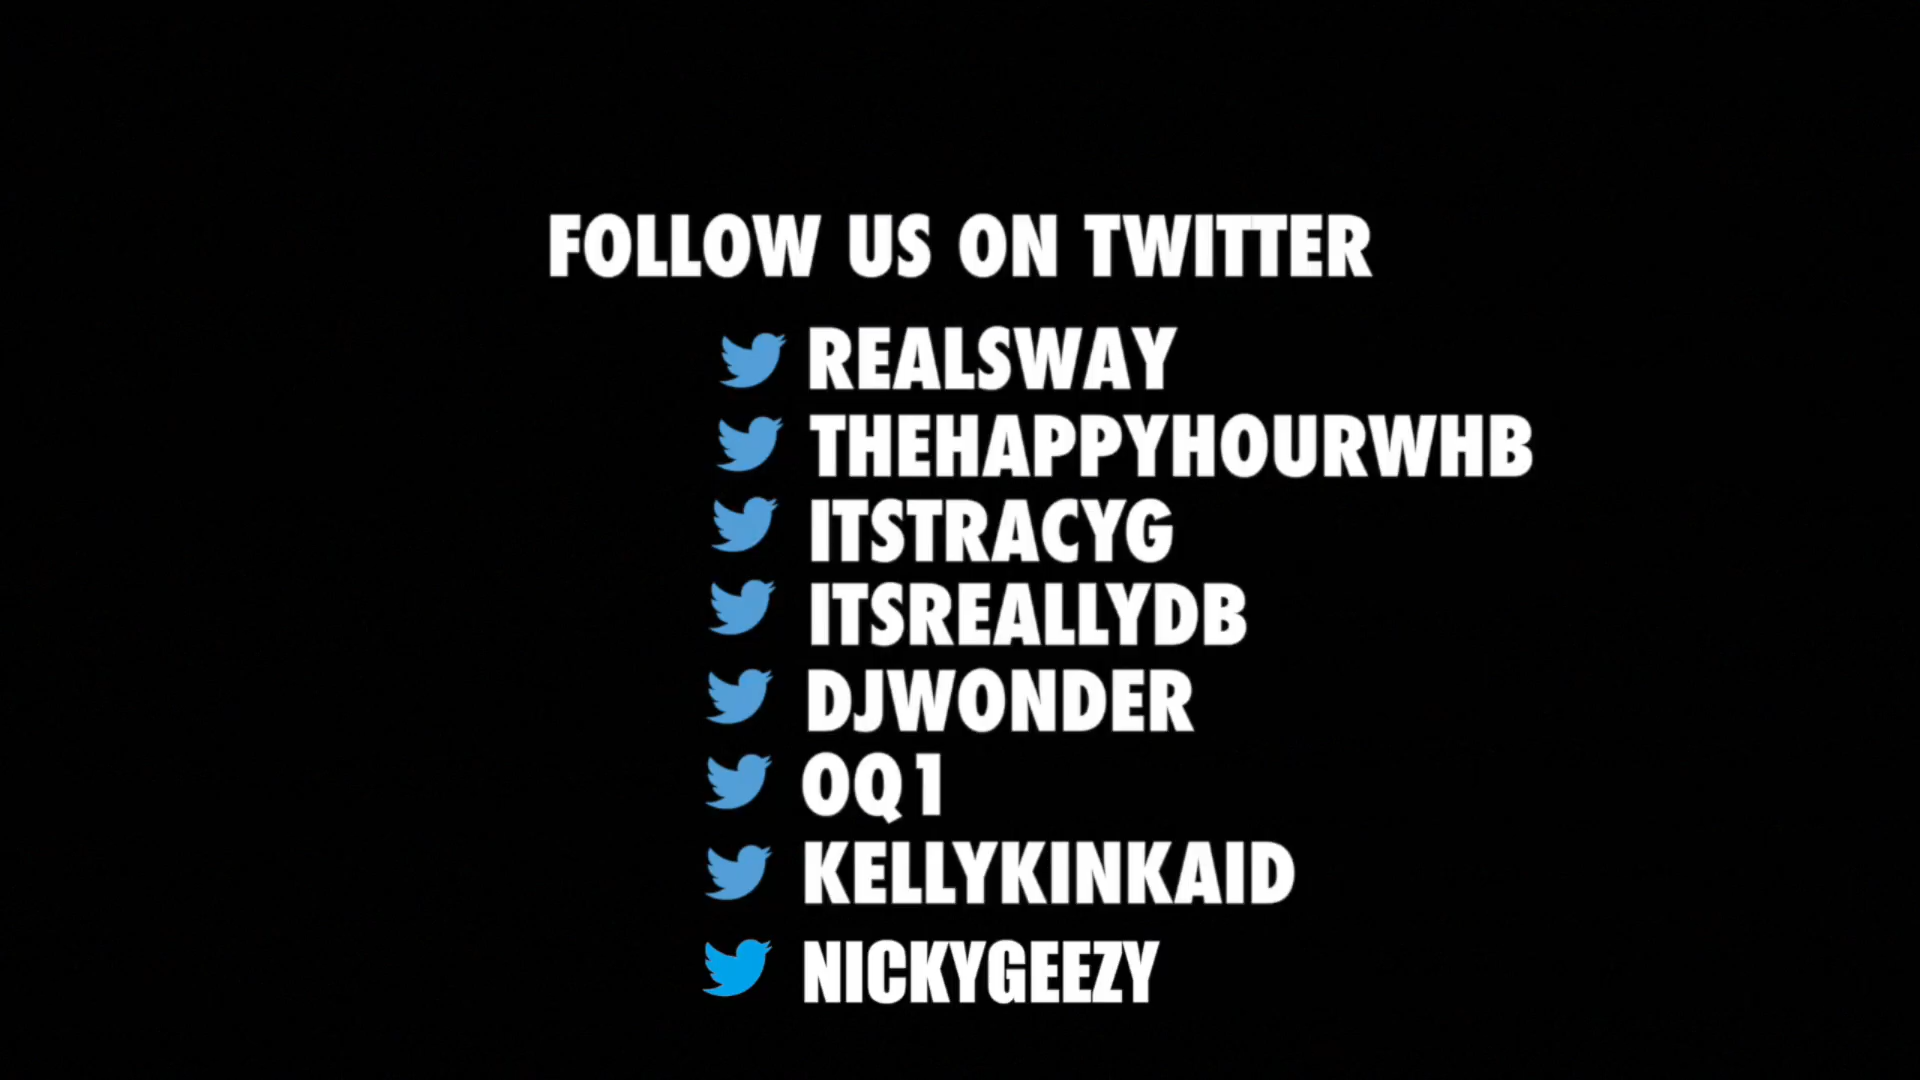 FOLLOW US ON TWITTER
REALSWAY
THEHAPPYHOURWHB
ITSTRACYG
ITSREALLYDB
DJWONDER
OQ1
KELLYKINKAID
NICKYGEEZY